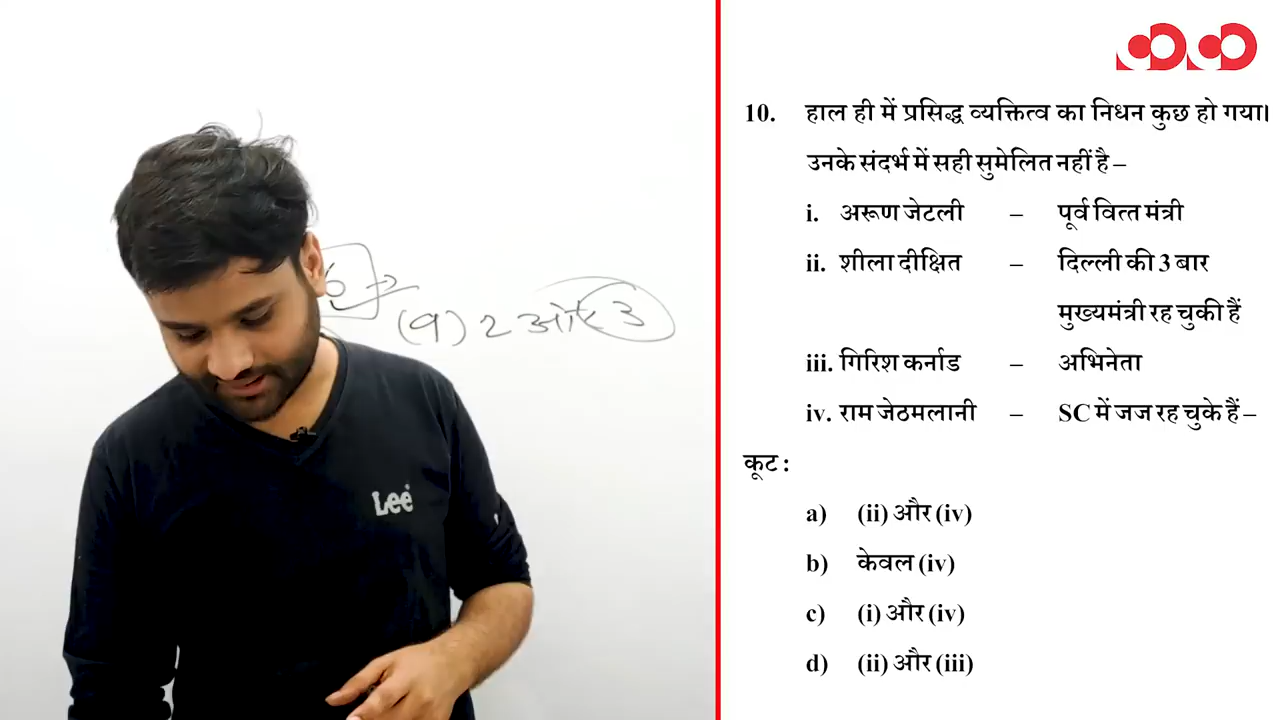 10. हाल ही में प्रसिद्ध व्यक्तित्व का निधन कुछ हो गया।
उनके संदर्भ में सही सुमेलित नहीं है –
i. अरूण जेटली – पूर्व वित्त मंत्री
ii. शीला दीक्षित – दिल्ली की 3 बार
मुख्यमंत्री रह चुकी हैं
iii. गिरिश कर्नाड – अभिनेता
iv. राम जेठमलानी – SC में जज रह चुके हैं –
कूट :
a) (ii) और (iv)
b) केवल (iv)
c) (i) और (iv)
d) (ii) और (iii)
(9) 2 और 3
Lee